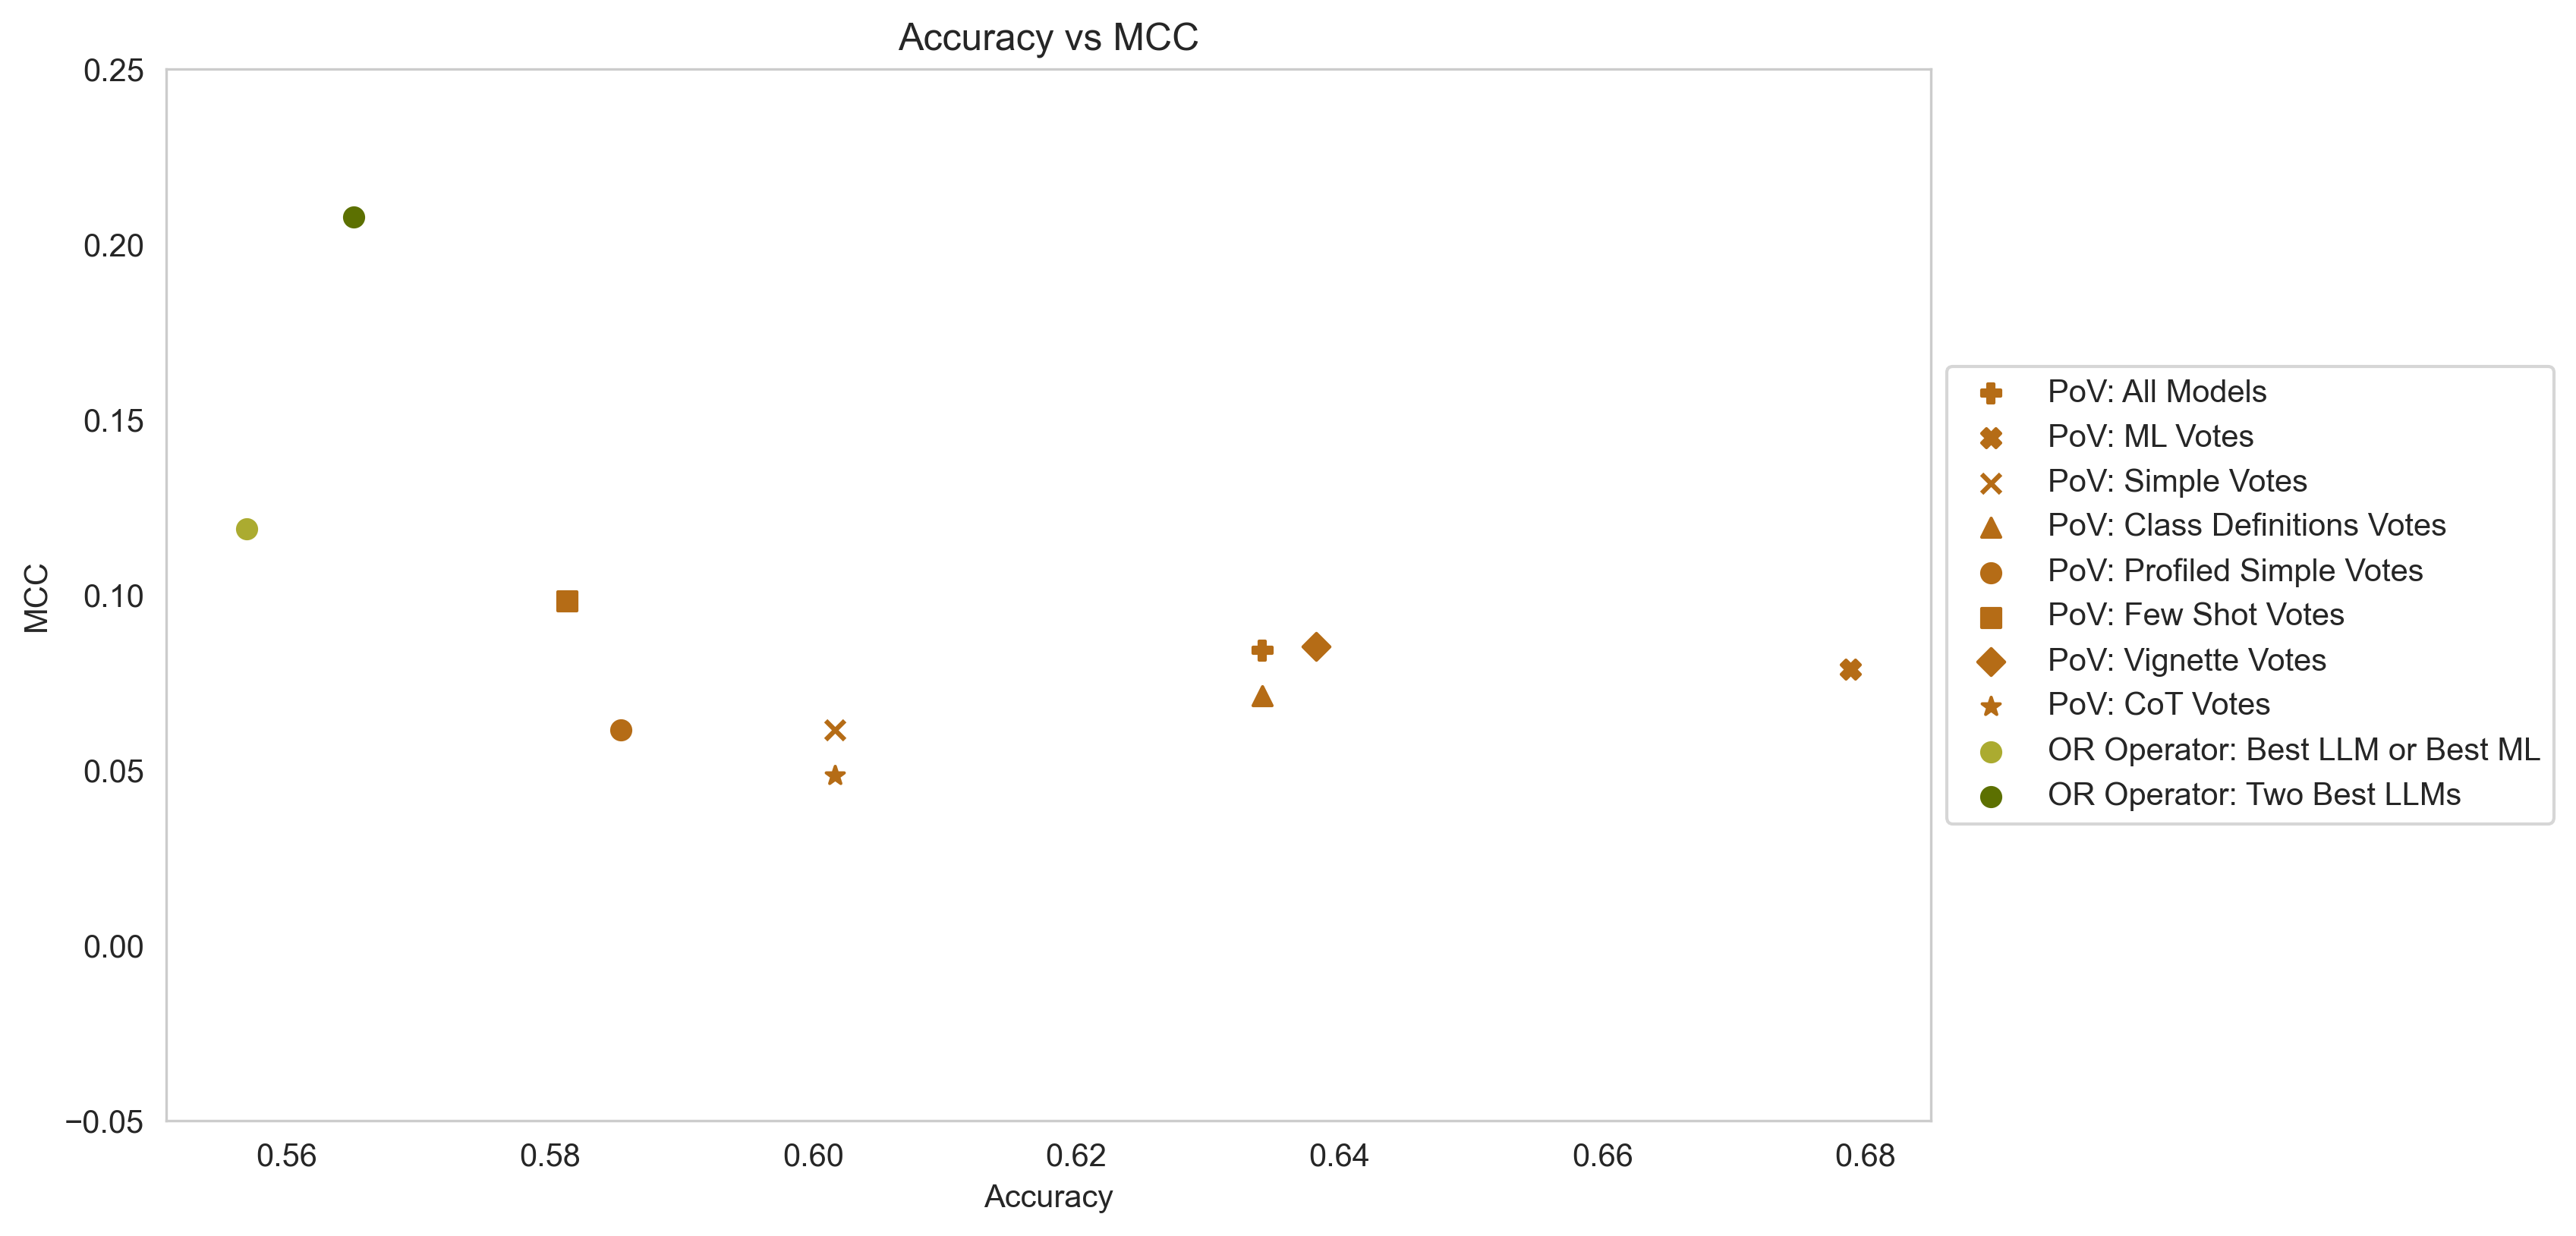 Accuracy vs MCC
0.25
0.20
0.15
0.10
0.05
0.00
−0.05
MCC
0.56 0.58 0.60 0.62 0.64 0.66 0.68
Accuracy
PoV: All Models
PoV: ML Votes
PoV: Simple Votes
PoV: Class Definitions Votes
PoV: Profiled Simple Votes
PoV: Few Shot Votes
PoV: Vignette Votes
PoV: CoT Votes
OR Operator: Best LLM or Best ML
OR Operator: Two Best LLMs